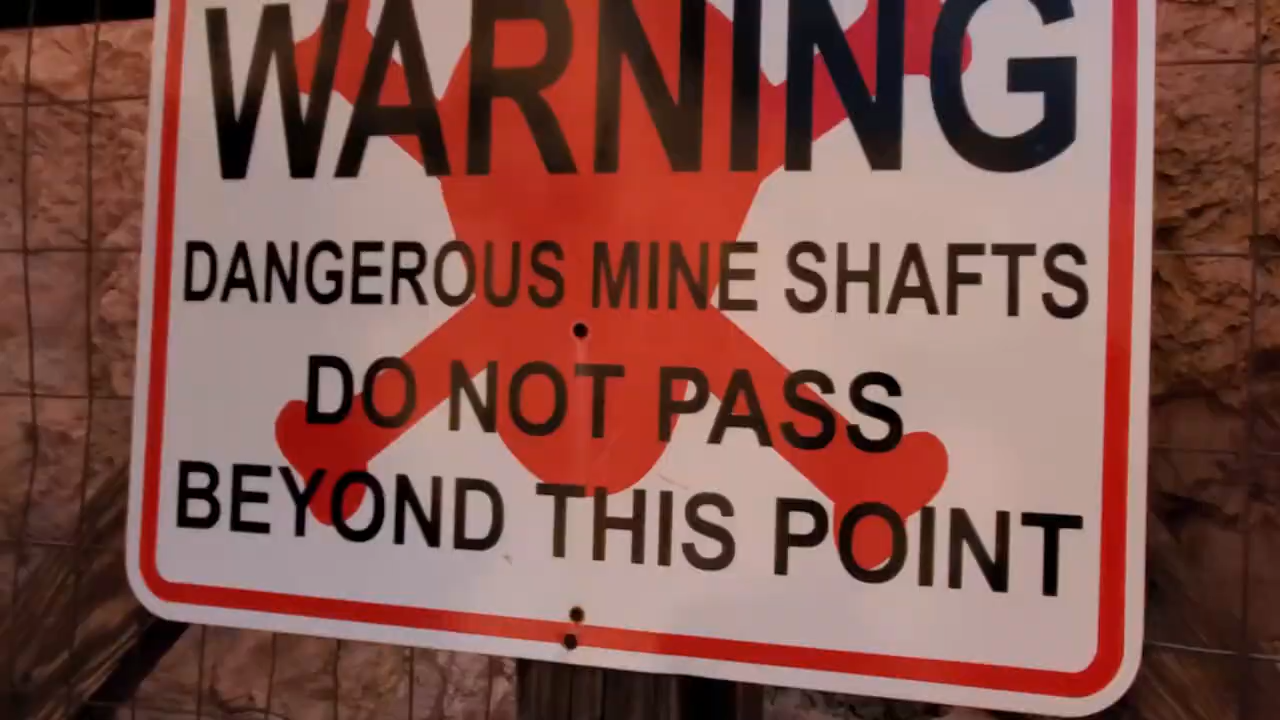 WARNING
DANGEROUS MINE SHAFTS
DO NOT PASS
BEYOND THIS POINT